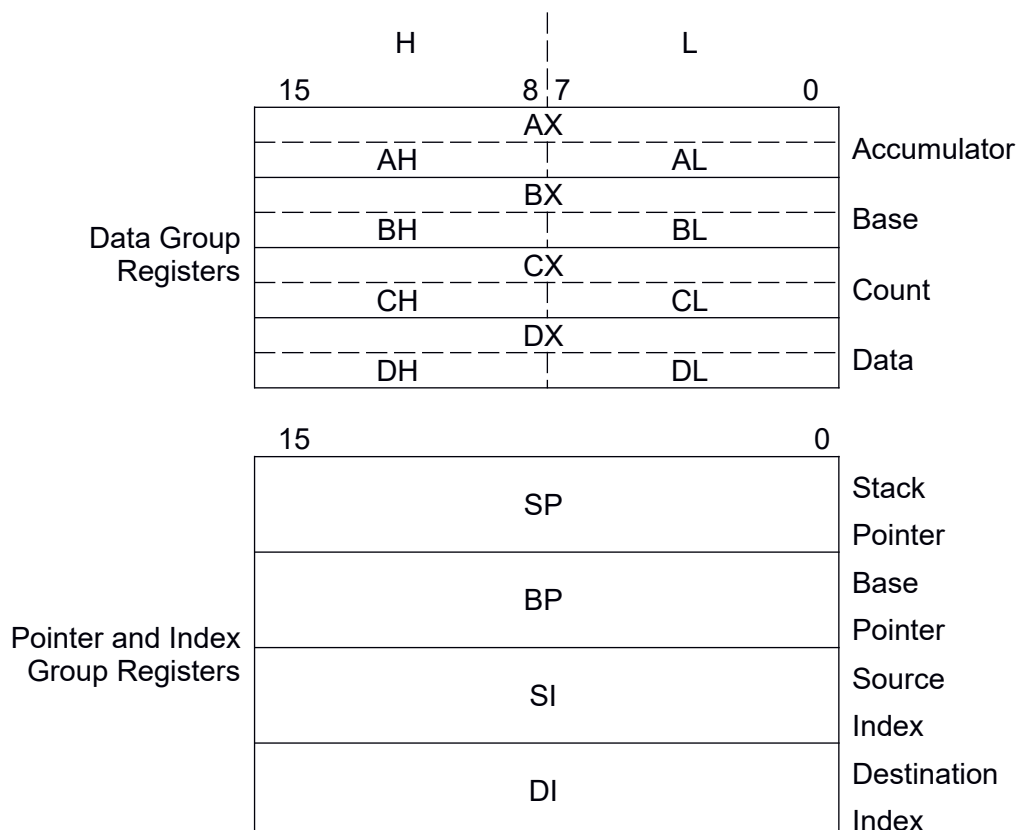 H L
15 8 7 0
AX
AH AL
Accumulator
BX
BH BL
Base
Data Group
Registers
CX
CH CL
Count
DX
DH DL
Data
15 0
SP
Stack
Pointer
BP
Base
Pointer
Pointer and Index
Group Registers
SI
Source
Index
DI
Destination
Index